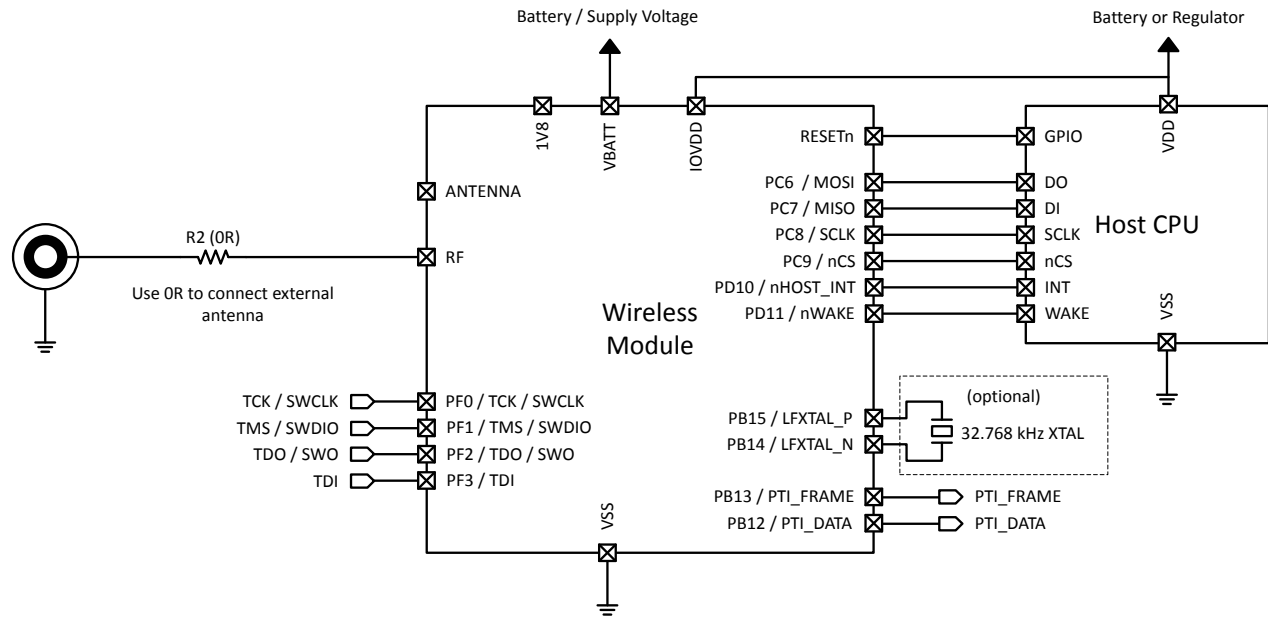 Battery / Supply Voltage
Battery or Regulator
1V8
VBATT
IOVDD
VDD
RESETn
GPIO
ANTENNA
PC6 / MOSI
DO
PC7 / MISO
DI
PC8 / SCLK
SCLK
Host CPU
R2 (0R)
RF
PC9 / nCS
nCS
PD10 / nHOST_INT
INT
PD11 / nWAKE
WAKE
VSS
Use 0R to connect external
antenna
Wireless
Module
TCK / SWCLK
PF0 / TCK / SWCLK
TMS / SWDIO
PF1 / TMS / SWDIO
TDO / SWO
PF2 / TDO / SWO
TDI
PF3 / TDI
(optional)
PB15 / LFXTAL_P
32.768 kHz XTAL
PB14 / LFXTAL_N
PB13 / PTI_FRAME
PTI_FRAME
PB12 / PTI_DATA
PTI_DATA
VSS